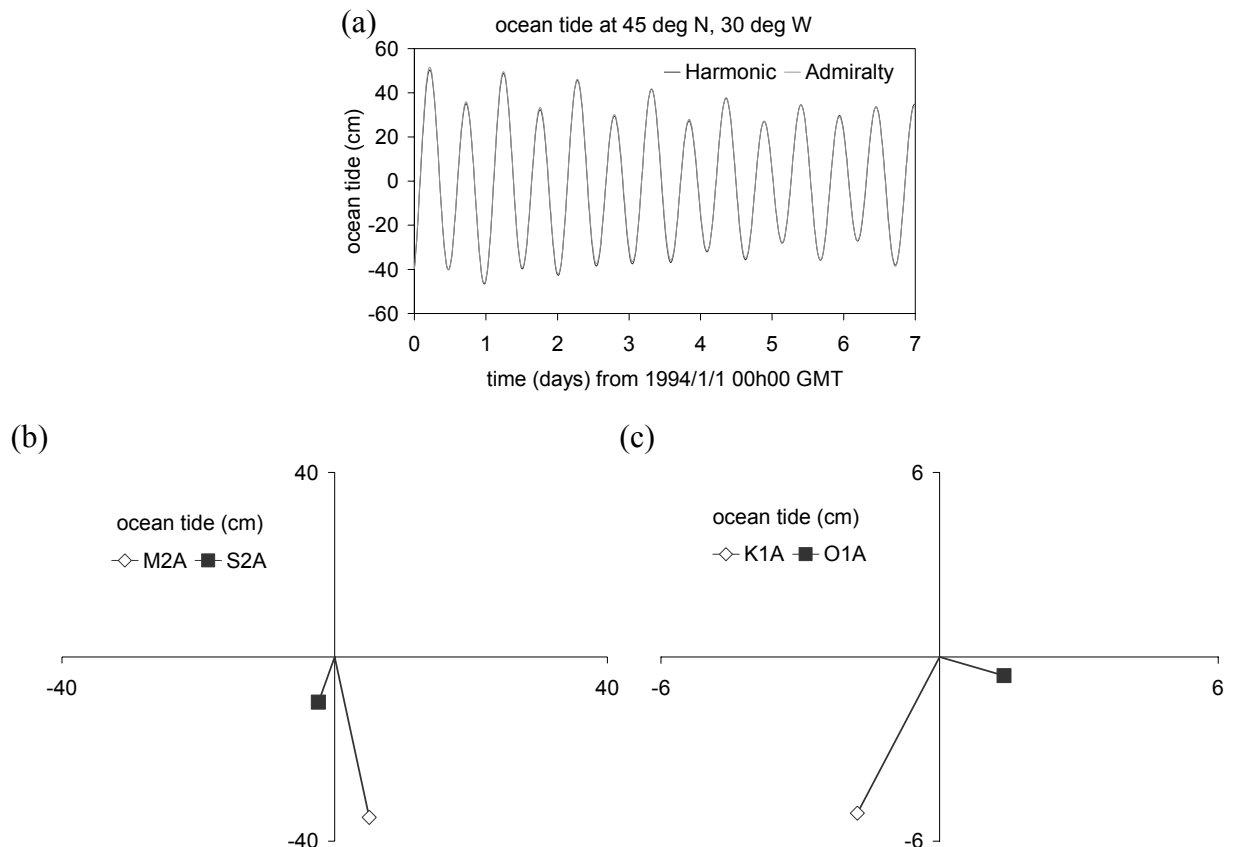 (a)
ocean tide at 45 deg N, 30 deg W
60
40
20
0
-20
-40
-60
ocean tide (cm)
Harmonic Admiralty
0 1 2 3 4 5 6 7
time (days) from 1994/1/1 00h00 GMT
(b)
40
ocean tide (cm)
M2A S2A
-40 40
-40
(c)
6
ocean tide (cm)
K1A O1A
-6 6
-6